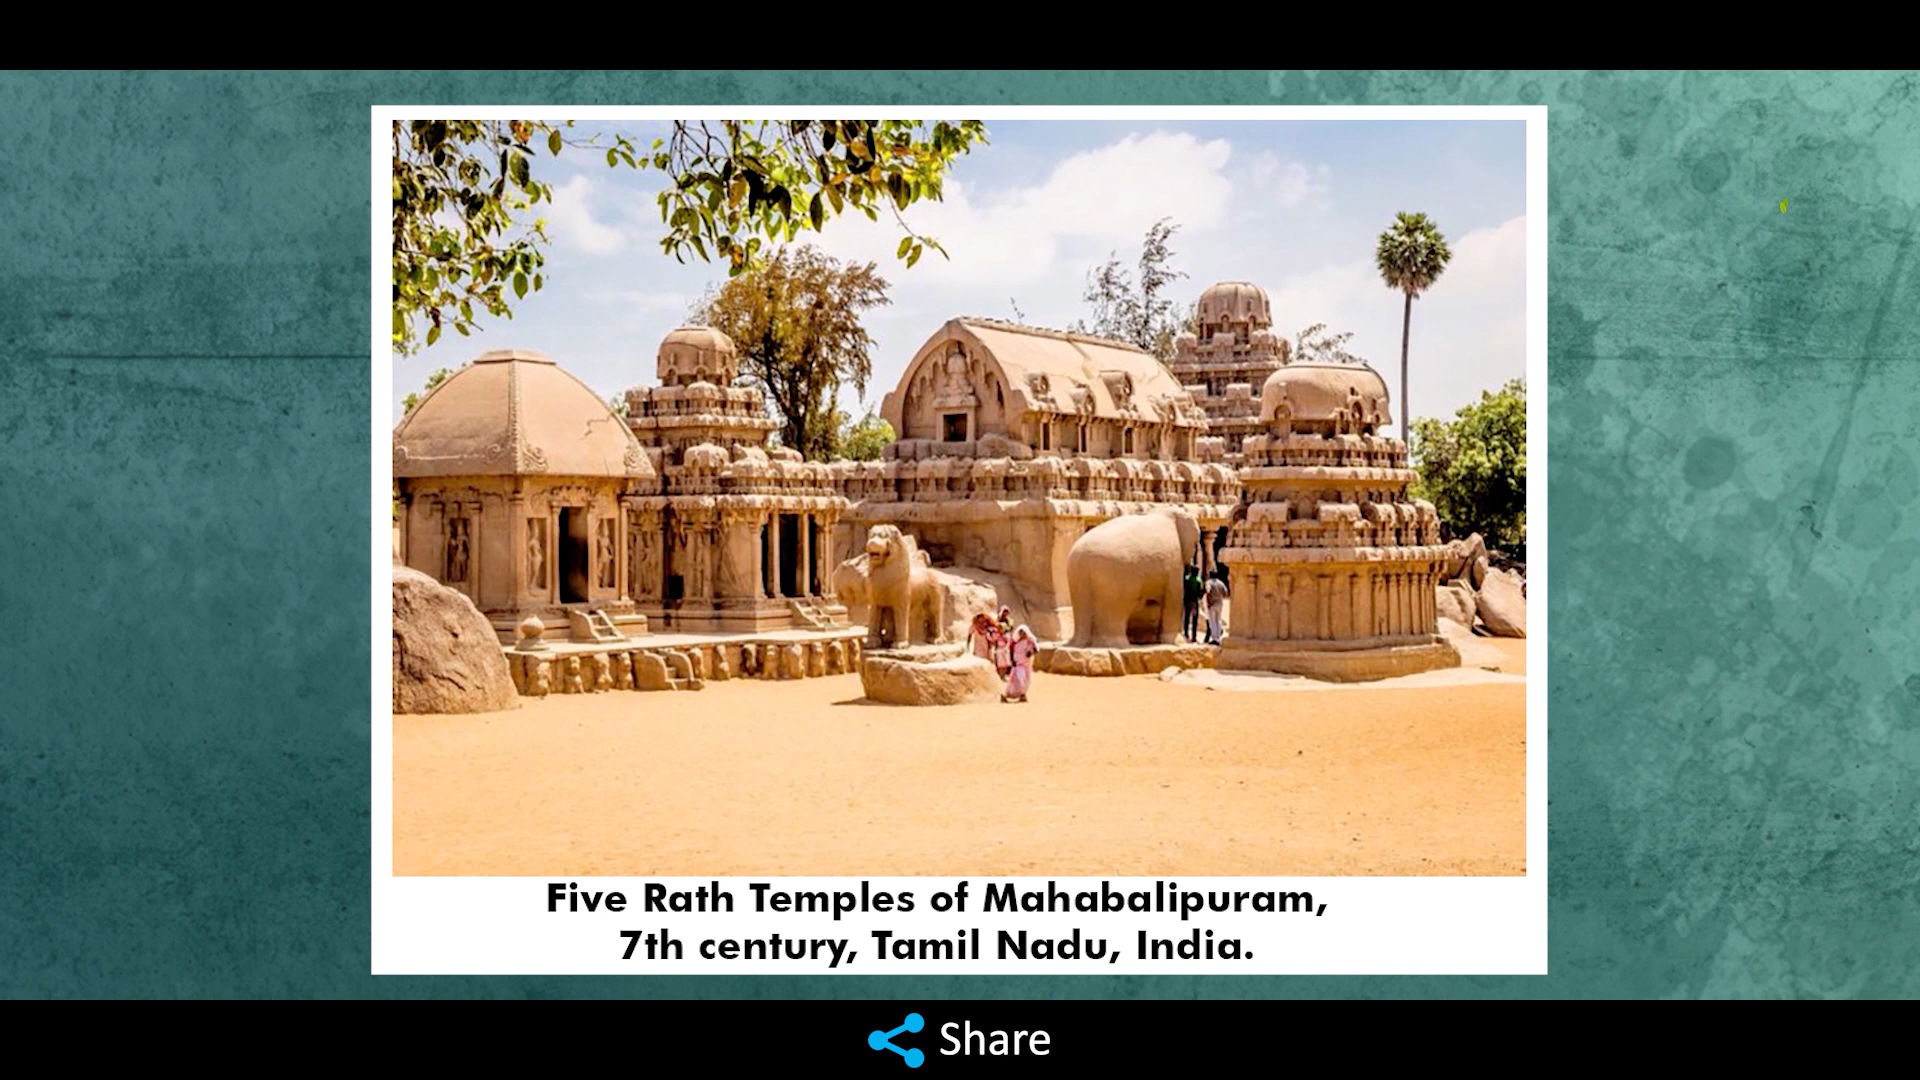 Five Rath Temples of Mahabalipuram,
7th century, Tamil Nadu, India.
Share